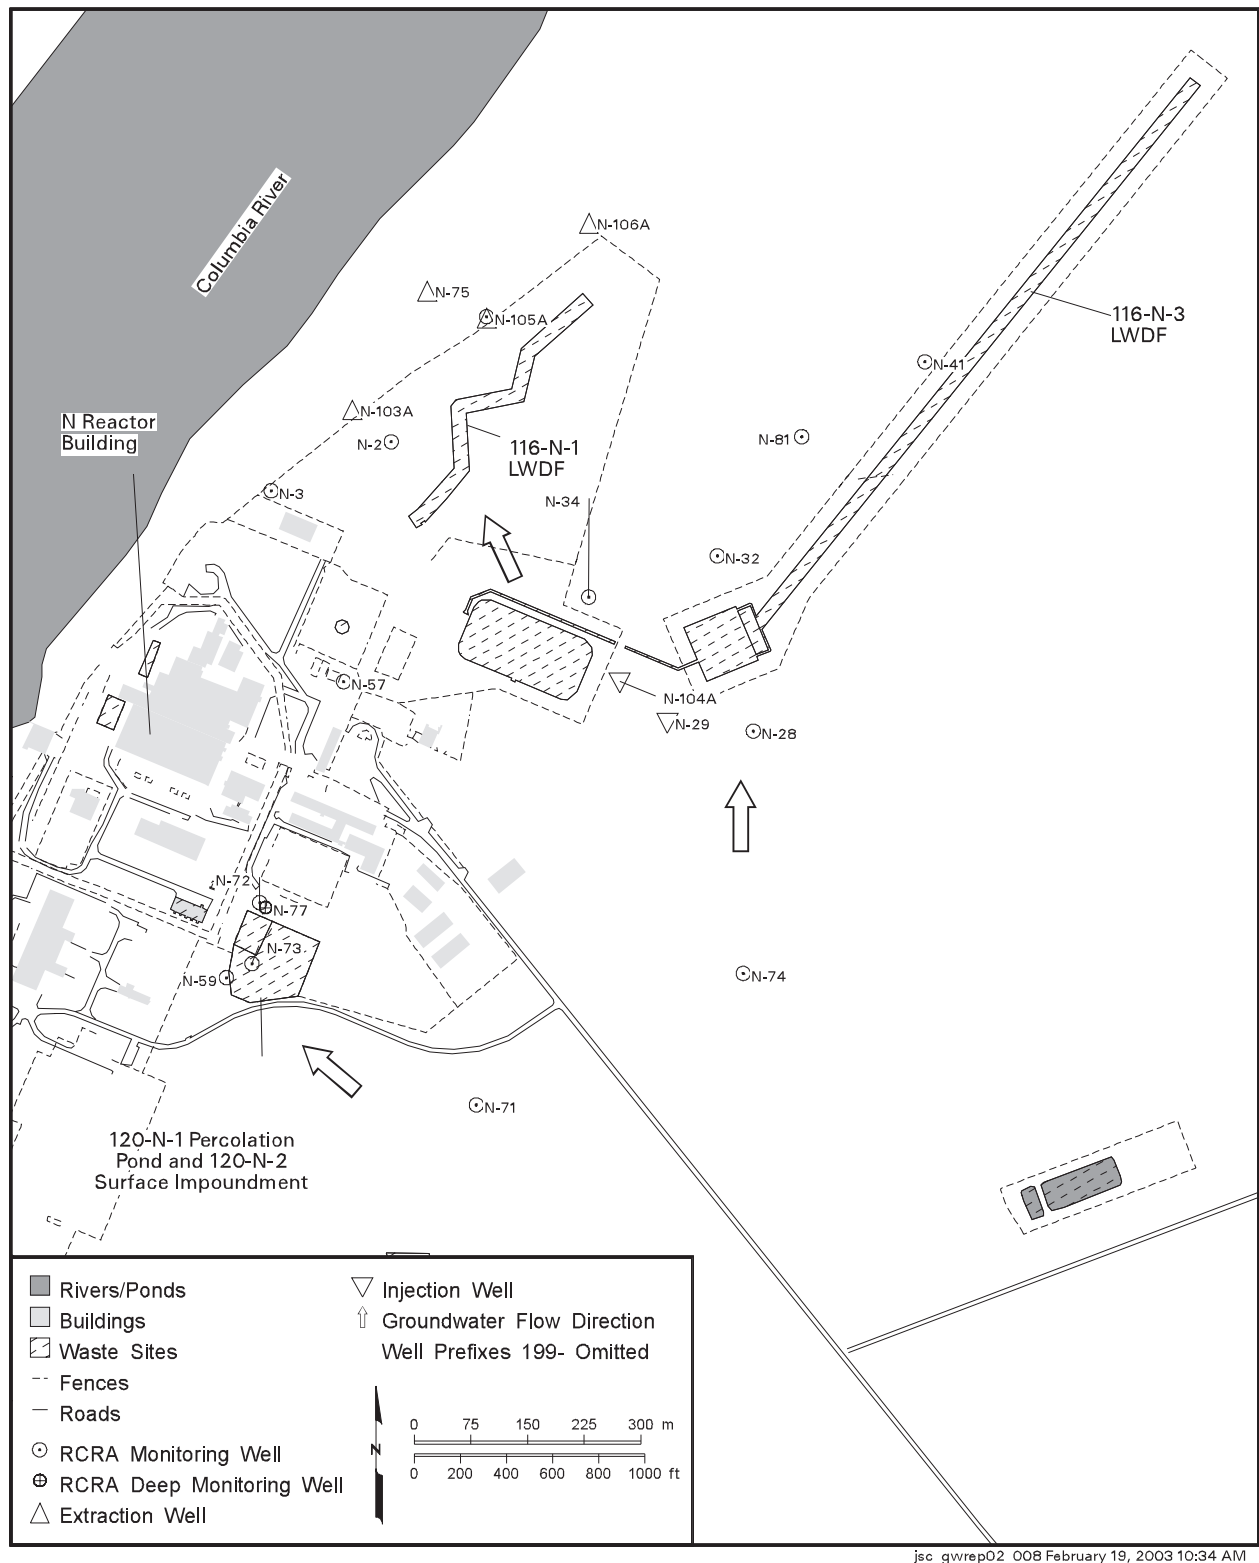 N-106A
Columbia River
N-75
N-105A
116-N-3
LWDF
N-41
N-103A
N Reactor
Building
N-2
N-81
116-N-1
LWDF
N-3
N-34
N-32
N-57
N-104A
N-29
N-28
N-72
N-77
N-73
N-59
N-74
N-71
120-N-1 Percolation
Pond and 120-N-2
Surface Impoundment
Rivers/Ponds
Buildings
Waste Sites
Fences
Roads
RCRA Monitoring Well
RCRA Deep Monitoring Well
Extraction Well
Injection Well
Groundwater Flow Direction
Well Prefixes 199- Omitted
N
0 75 150 225 300 m
0 200 400 600 800 1000 ft
jsc_gwrep02_008 February 19, 2003 10:34 AM